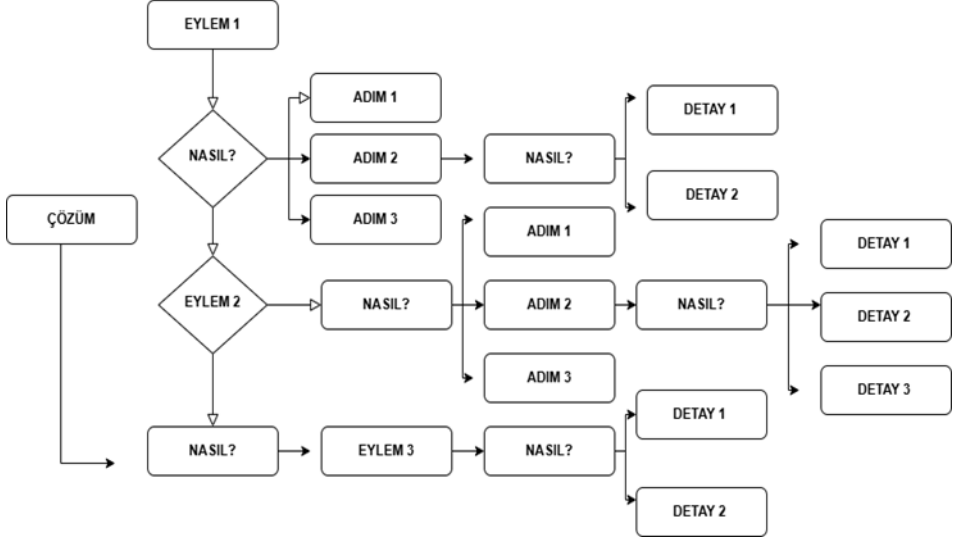 EYLEM 1
ADIM 1
DETAY 1
NASIL?
ADIM 2
NASIL?
DETAY 2
ÇÖZÜM
ADIM 3
ADIM 1
DETAY 1
EYLEM 2
NASIL?
ADIM 2
NASIL?
DETAY 2
ADIM 3
DETAY 3
DETAY 1
NASIL?
EYLEM 3
NASIL?
DETAY 2